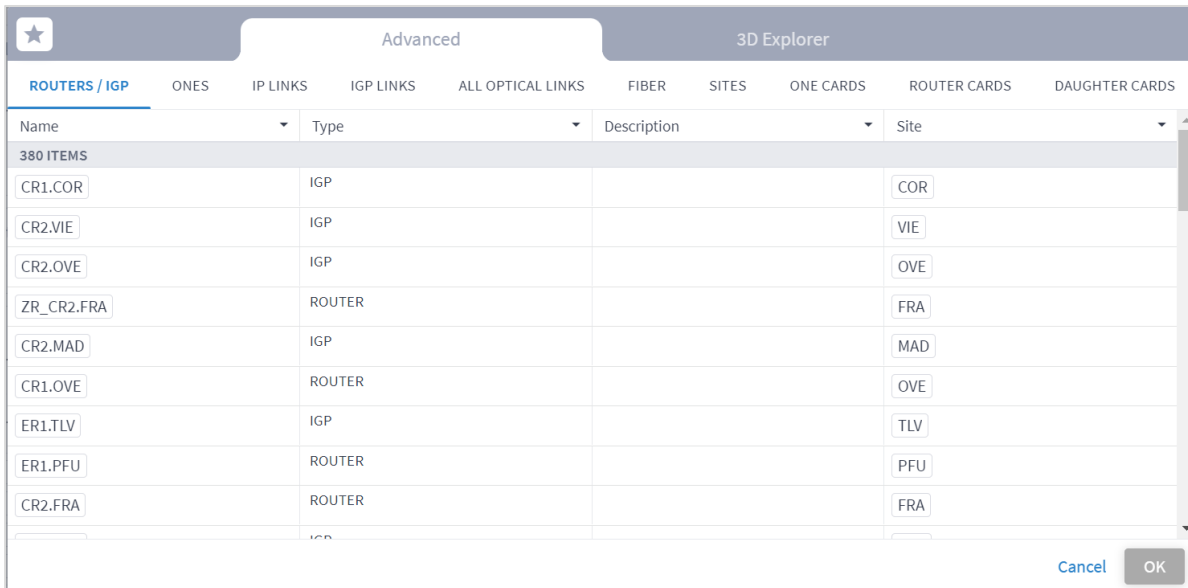 Advanced 3D Explorer
ROUTERS / IGP ONES IP LINKS IGP LINKS ALL OPTICAL LINKS FIBER SITES ONE CARDS ROUTER CARDS DAUGHTER CARDS
Name Type Description Site
380 ITEMS
CR1.COR IGP COR
CR2.VIE IGP VIE
CR2.OVE IGP OVE
ZR_CR2.FRA ROUTER FRA
CR2.MAD IGP MAD
CR1.OVE ROUTER OVE
ER1.TLV IGP TLV
ER1.PFU ROUTER PFU
CR2.FRA ROUTER FRA
IGP
Cancel OK